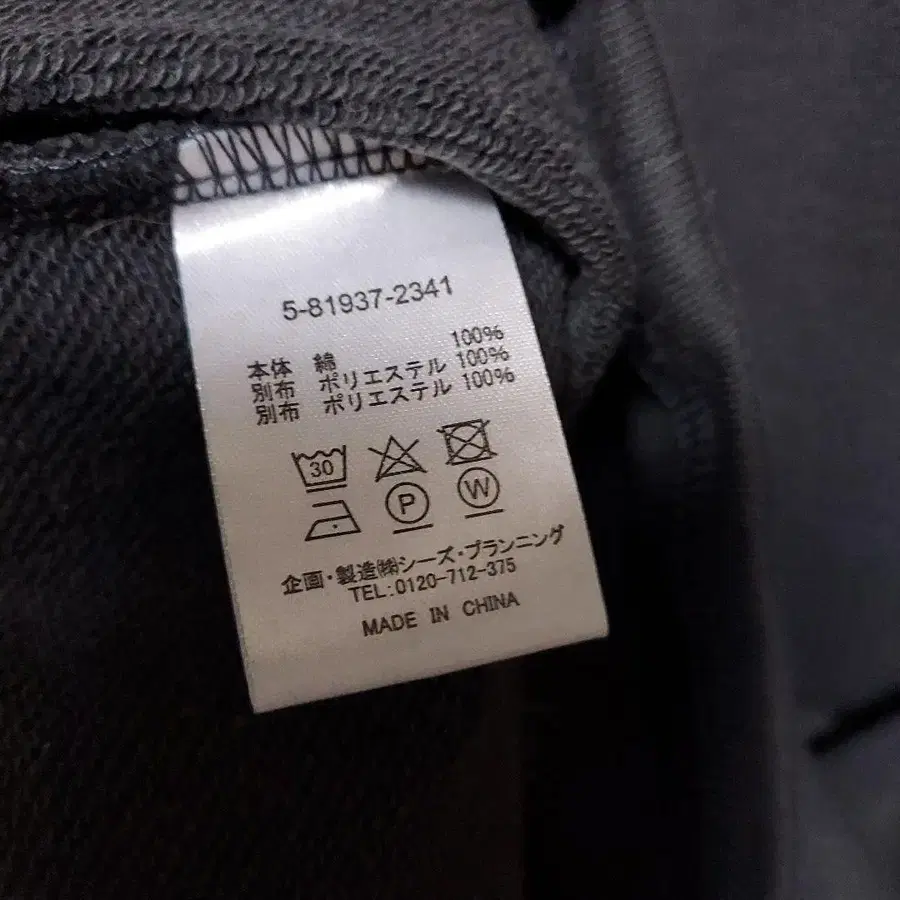 5-81937-2341
本体 綿 100%
別布 ポリエステル 100%
別布 ポリエステル 100%
30
P W
企画・製造㈱シーズ・プランニング
TEL:0120-712-375
MADE IN CHINA